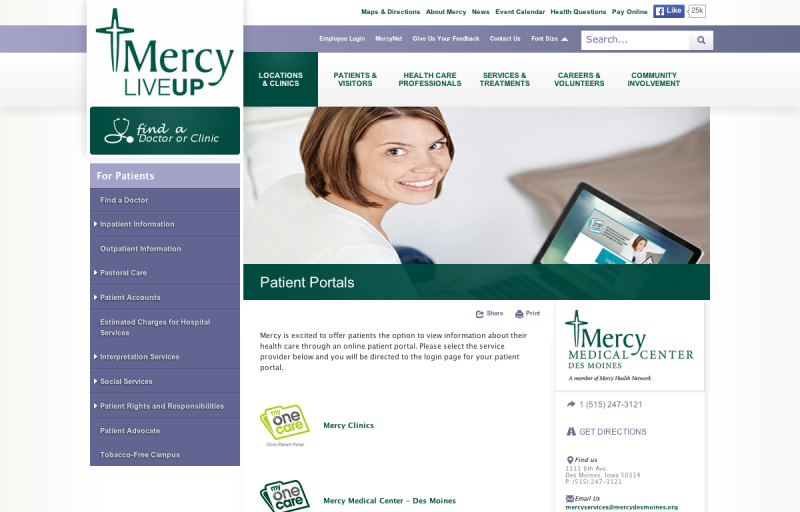 Maps & Directions About Mercy News Event Calendar Health Questions Pay Online Like 25k
Employee Login MercyNet Give Us Your Feedback Contact Us Font Size Search...
Mercy
LIVEUP
LOCATIONS
& CLINICS
PATIENTS &
VISITORS
HEALTH CARE
PROFESSIONALS
SERVICES &
TREATMENTS
CAREERS &
VOLUNTEERS
COMMUNITY
INVOLVEMENT
find a
Doctor or Clinic
For Patients
Find a Doctor
Inpatient Information
Outpatient Information
Pastoral Care
Patient Accounts
Estimated Charges for Hospital
Services
Interpretation Services
Social Services
Patient Rights and Responsibilities
Patient Advocate
Tobacco-Free Campus
Patient Portals
Share Print
Mercy is excited to offer patients the option to view information about their
health care through an online patient portal. Please select the service
provider below and you will be directed to the login page for your patient
portal.
my
one
care
Clinic Patient Portal
Mercy Clinics
my
one
care
Mercy Medical Center - Des Moines
Mercy
MEDICAL CENTER
DES MOINES
A member of Mercy Health Network
1 (515) 247-3121
GET DIRECTIONS
Find us
1111 6th Ave.
Des Moines, Iowa 50314
P: (515) 247-3121
Email Us
mercyservices@mercydesmoines.org